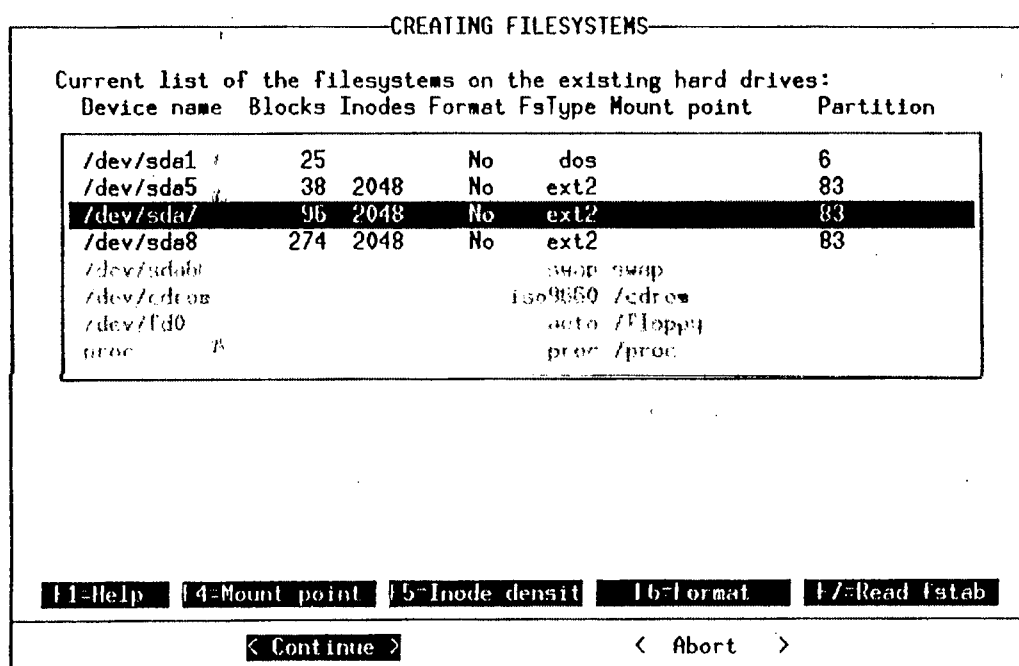 CREATING FILESYSTEMS
Current list of the filesystems on the existing hard drives:
Device name Blocks Inodes Format FsType Mount point Partition
/dev/sda1 25 No dos 6
/dev/sda5 38 2048 No ext2 83
/dev/sda7 96 2048 No ext2 83
/dev/sda8 274 2048 No ext2 83
swap swap
/dev/cdrom iso9660 /cdrom
/dev/fd0 auto /floppy
proc proc /proc
F1=Help F4=Mount point F5=Inode densit F6=Format F7=Read fstab
< Continue > < Abort >